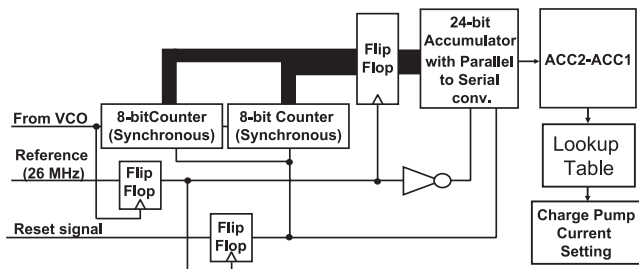 Flip
Flop
24-bit
Accumulator
with Parallel
to Serial
conv.
ACC2-ACC1
8-bitCounter
(Synchronous)
8-bit Counter
(Synchronous)
From VCO
Reference
(26 MHz)
Flip
Flop
Lookup
Table
Reset signal
Flip
Flop
Charge Pump
Current
Setting